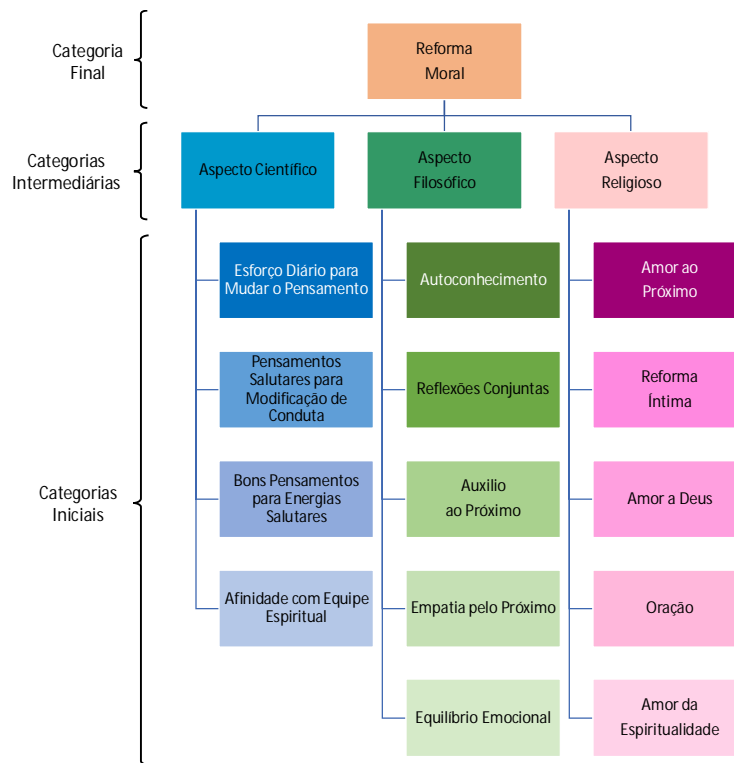 Categoria
Final
Reforma
Moral
Categorias
Intermediárias
Aspecto Científico
Aspecto
Filosófico
Aspecto
Religioso
Categorias
Iniciais
Esforço Diário para
Mudar o Pensamento
Pensamentos
Salutares para
Modificação de
Conduta
Bons Pensamentos
para Energias
Salutares
Afinidade com Equipe
Espiritual
Autoconhecimento
Reflexões Conjuntas
Auxilio
ao Próximo
Empatia pelo Próximo
Equilíbrio Emocional
Amor ao
Próximo
Reforma
Íntima
Amor a Deus
Oração
Amor da
Espiritualidade